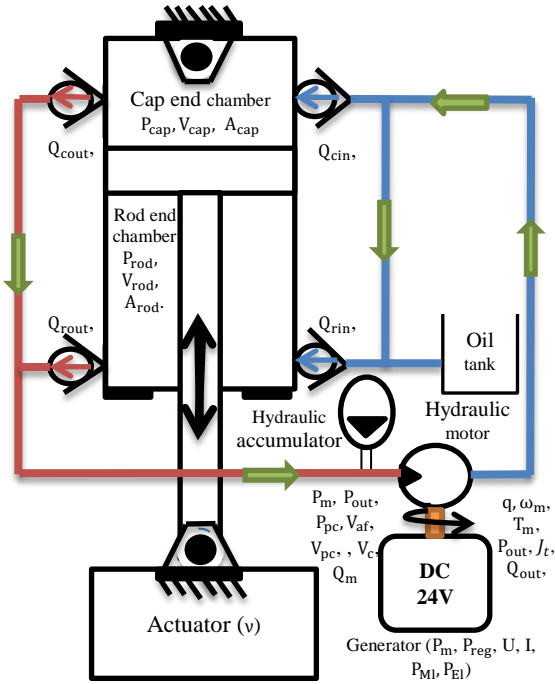 Cap end chamber
P_cap, V_cap, A_cap
Q_cout,
Q_cin,
Rod end
chamber
P_rod,
V_rod,
A_rod.
Q_rout,
Q_rin,
Oil
tank
Hydraulic
accumulator
Hydraulic
motor
P_m, P_out,
P_pc, V_af,
V_pc, , V_c,
Q_m
q, ω_m,
T_m,
P_out, J_t,
Q_out,
DC
24V
Actuator (ν)
Generator (P_m, P_reg, U, I,
P_Ml, P_El)